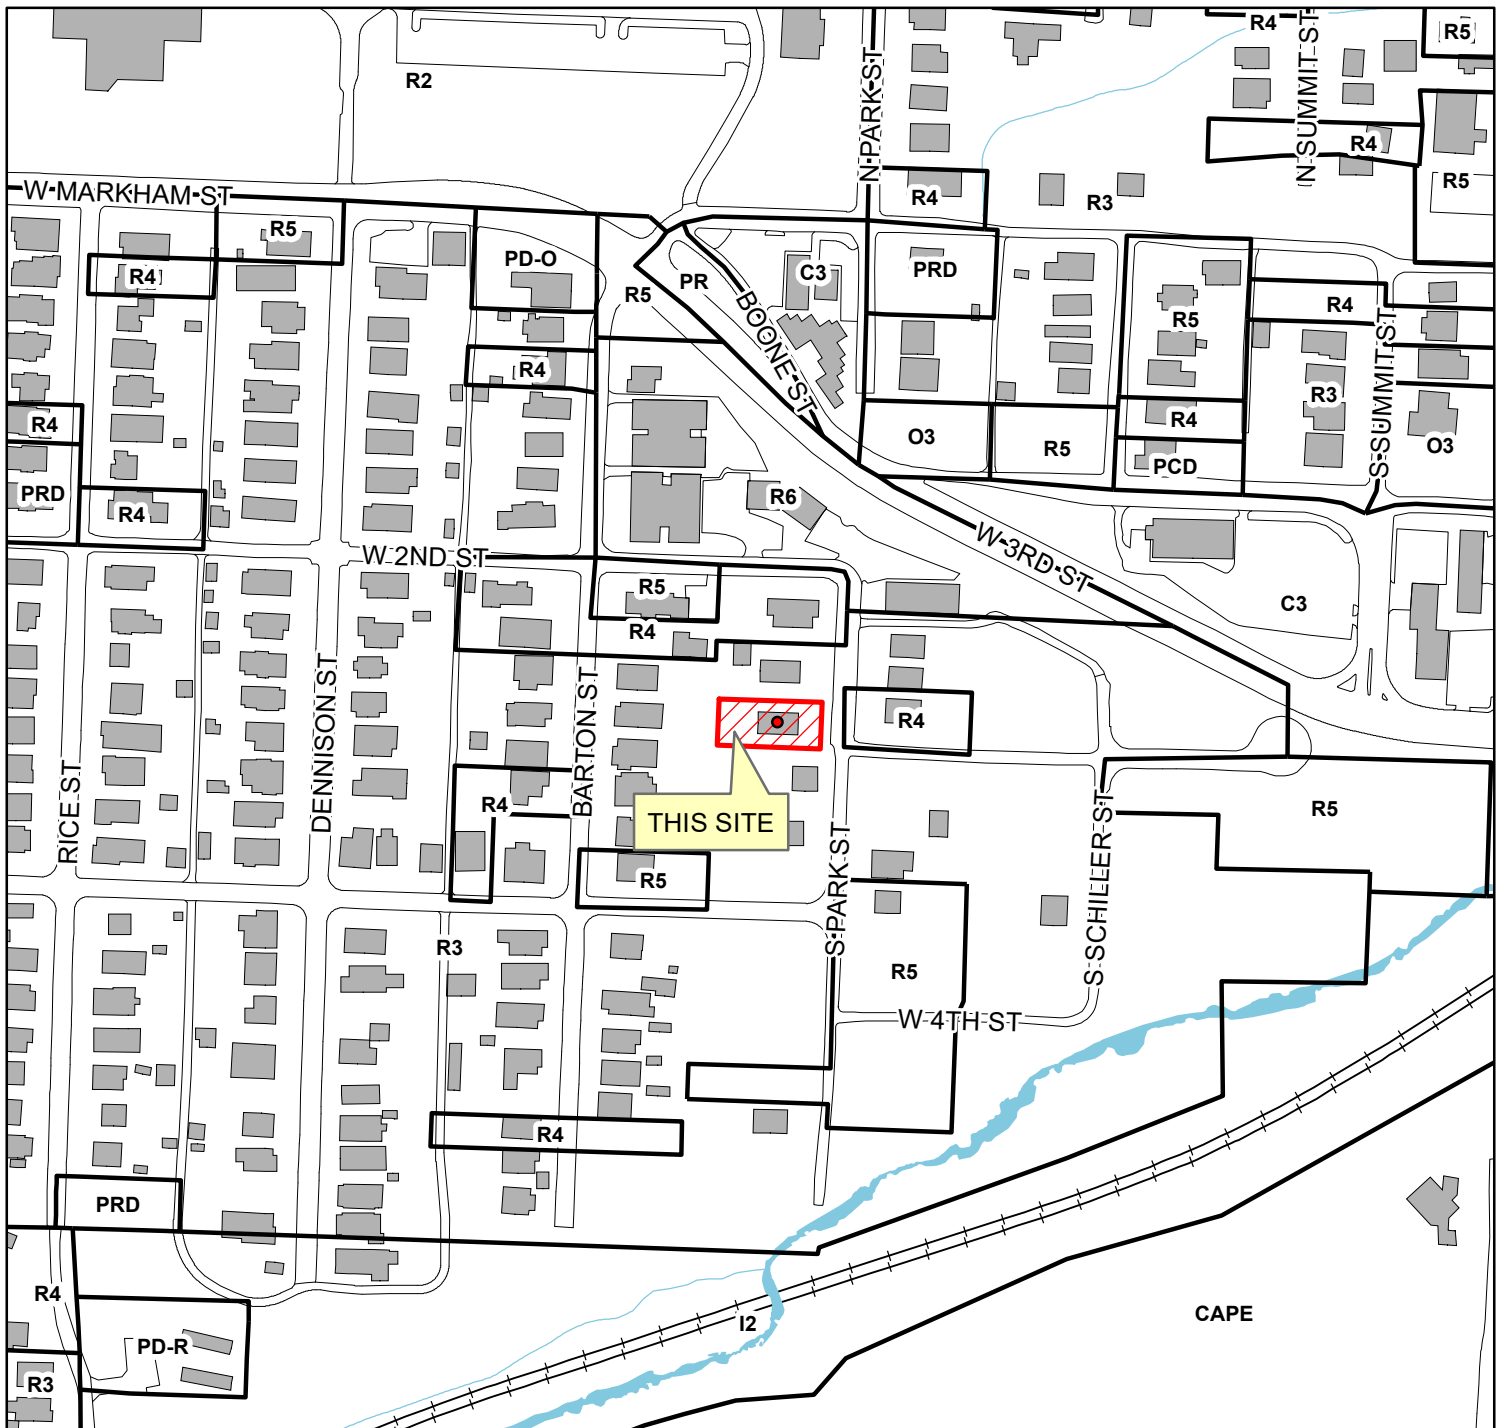 R4
R5
R2
N PARK ST
N SUMMIT ST
R4
R5
W MARKHAM ST
R4
R3
R5
PD-O
C3
PRD
R4
R5
PR
R4
BOONE ST
R5
R4
R3
S SUMMIT ST
R4
R4
O3
R5
R4
PCD
O3
PRD
R4
R6
W 2ND ST
W 3RD ST
R5
R4
C3
DENNISON ST
BARTON ST
R4
RICE ST
R4
THIS SITE
S PARK ST
S SCHILLER ST
R5
R5
R3
R5
W 4TH ST
R4
PRD
R4
I2
CAPE
PD-R
R3